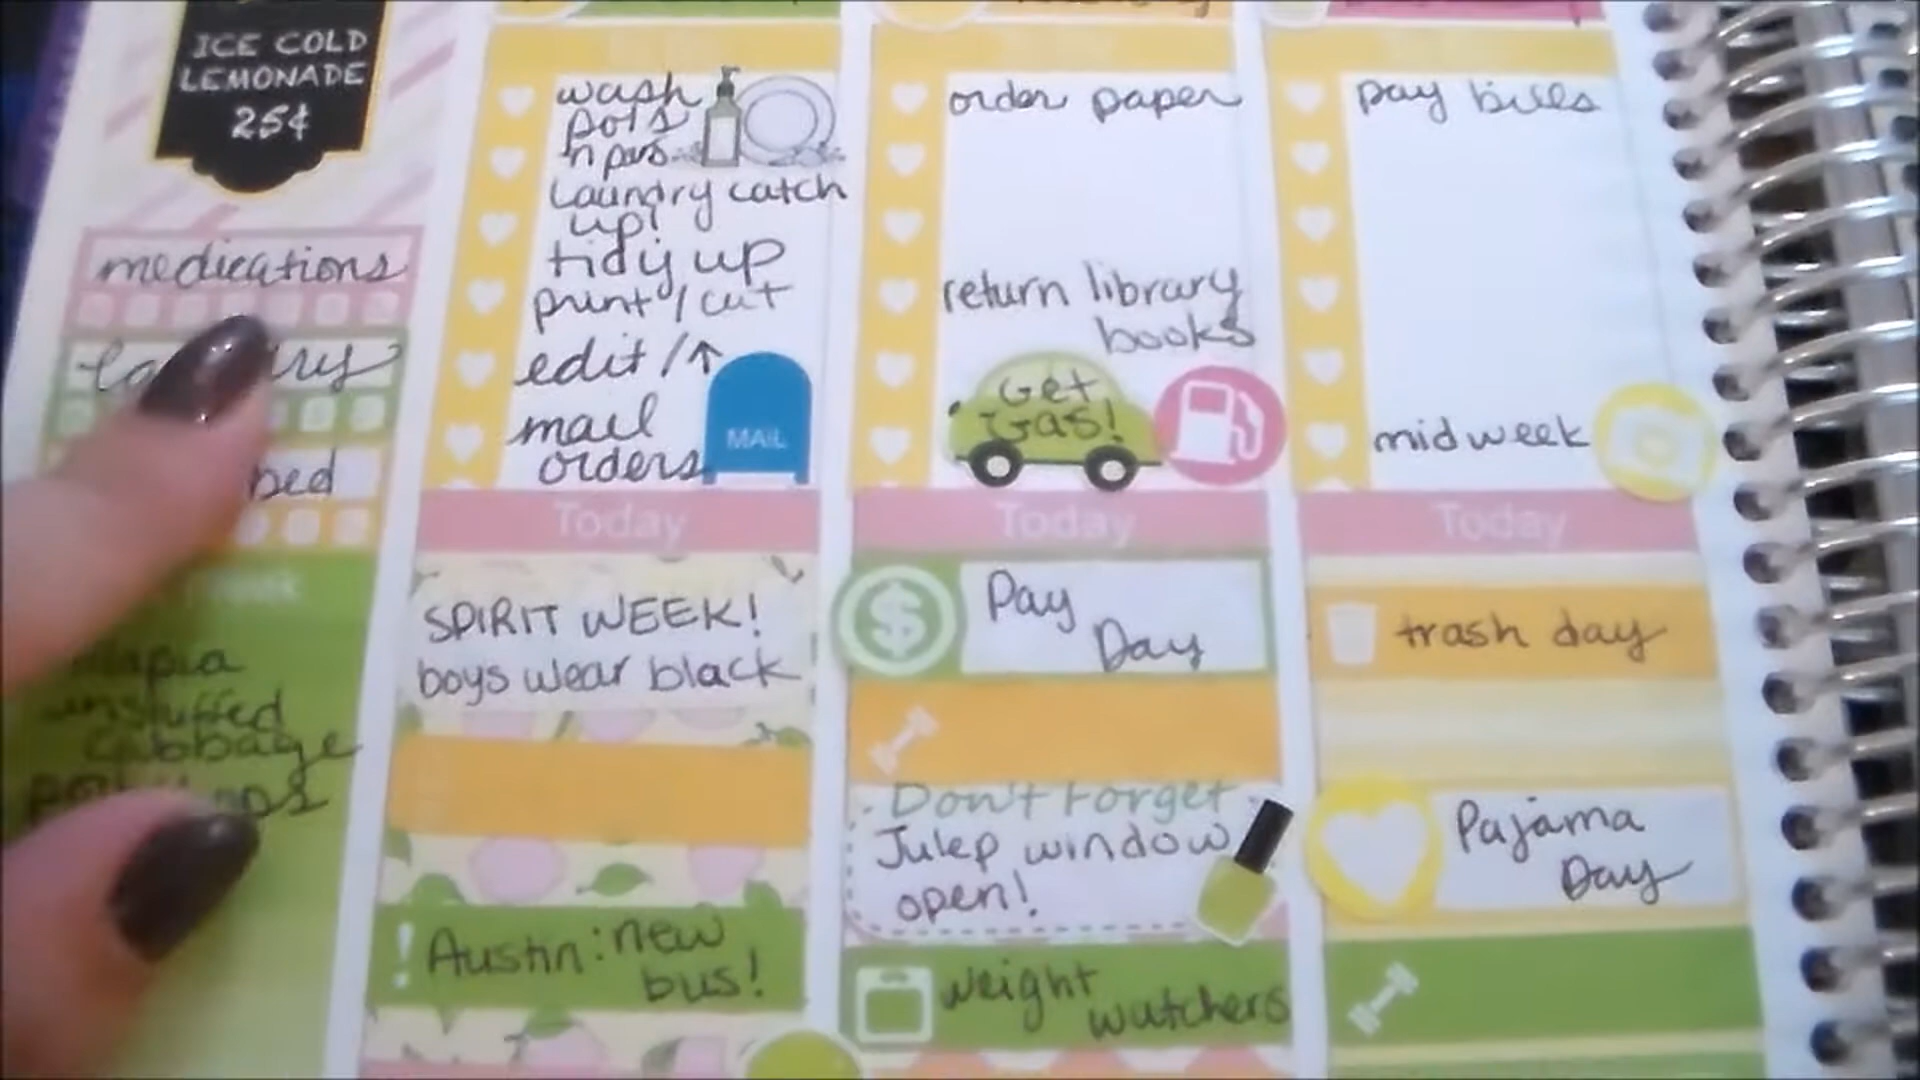 ICE COLD
LEMONADE
25¢
medications
bed
unstuffed
cabbage
wash
pots
n pans
Laundry catch
up!
tidy up
print / cut
edit /↑
mail
orders
MAIL
Today
SPIRIT WEEK!
boys wear black
! Austin: new
bus!
order paper
return library
books
Get
Gas!
Today
$
Pay
Day
Don't Forget
Julep window
open!
Weight
watchers
pay bills
midweek
Today
trash day
Pajama
Day